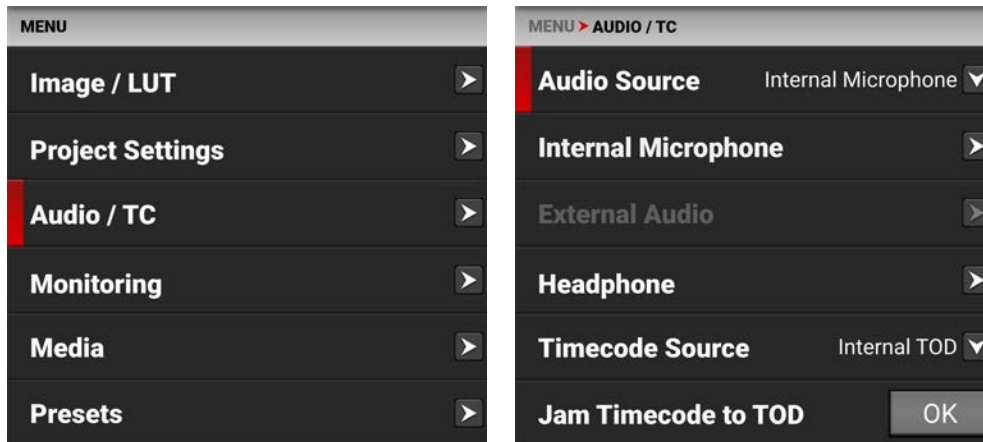 MENU
Image / LUT
Project Settings
Audio / TC
Monitoring
Media
Presets
MENU > AUDIO / TC
Audio Source Internal Microphone
Internal Microphone
External Audio
Headphone
Timecode Source Internal TOD
Jam Timecode to TOD OK